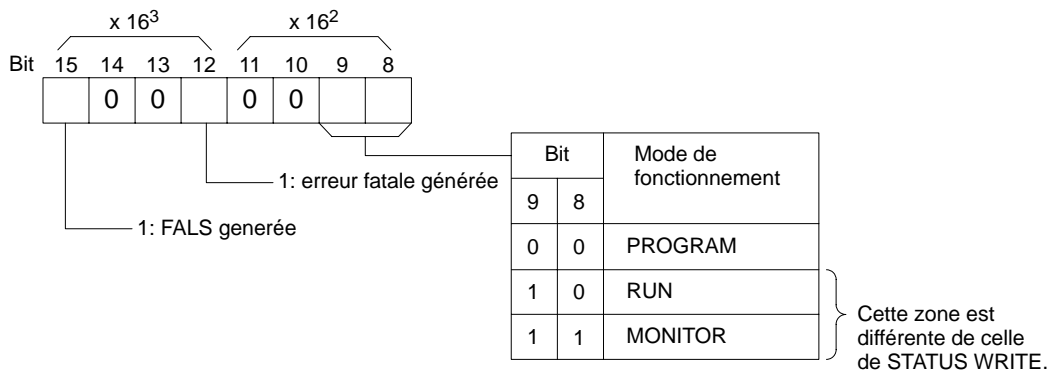 x 16³ x 16²
Bit 15 14 13 12 11 10 9 8
0 0 0 0
1: erreur fatale générée
1: FALS generée
Bit Mode de
fonctionnement
9 8
0 0 PROGRAM
1 0 RUN
1 1 MONITOR
Cette zone est
différente de celle
de STATUS WRITE.